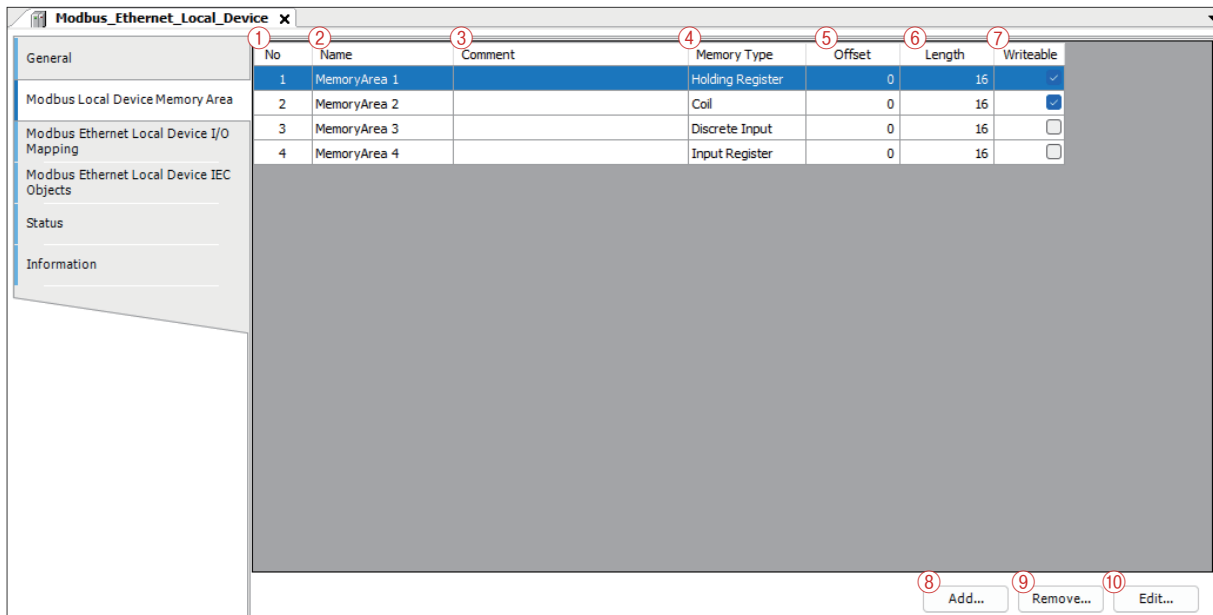 Modbus_Ethernet_Local_Device x
General
Modbus Local Device Memory Area
Modbus Ethernet Local Device I/O
Mapping
Modbus Ethernet Local Device IEC
Objects
Status
Information
① ② ③ ④ ⑤ ⑥ ⑦
No Name Comment Memory Type Offset Length Writeable
1 MemoryArea 1 Holding Register 0 16
2 MemoryArea 2 Coil 0 16
3 MemoryArea 3 Discrete Input 0 16
4 MemoryArea 4 Input Register 0 16
⑧ ⑨ ⑩
Add... Remove... Edit...